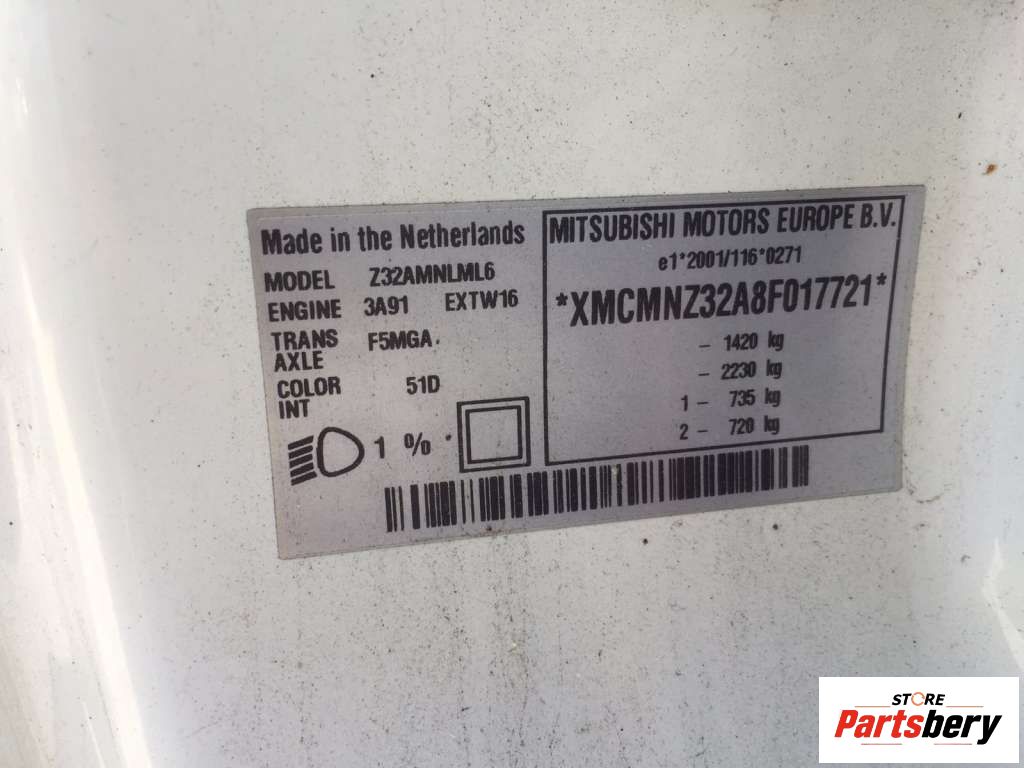 Made in the Netherlands
MODEL Z32AMNLML6
ENGINE 3A91 EXTW16
TRANS AXLE F5MGA
COLOR INT 51D
1 %
MITSUBISHI MOTORS EUROPE B.V.
e1*2001/116*0271
*XMCMNZ32A8F017721*
- 1420 kg
- 2230 kg
1 - 735 kg
2 - 720 kg
STORE
Partsbery